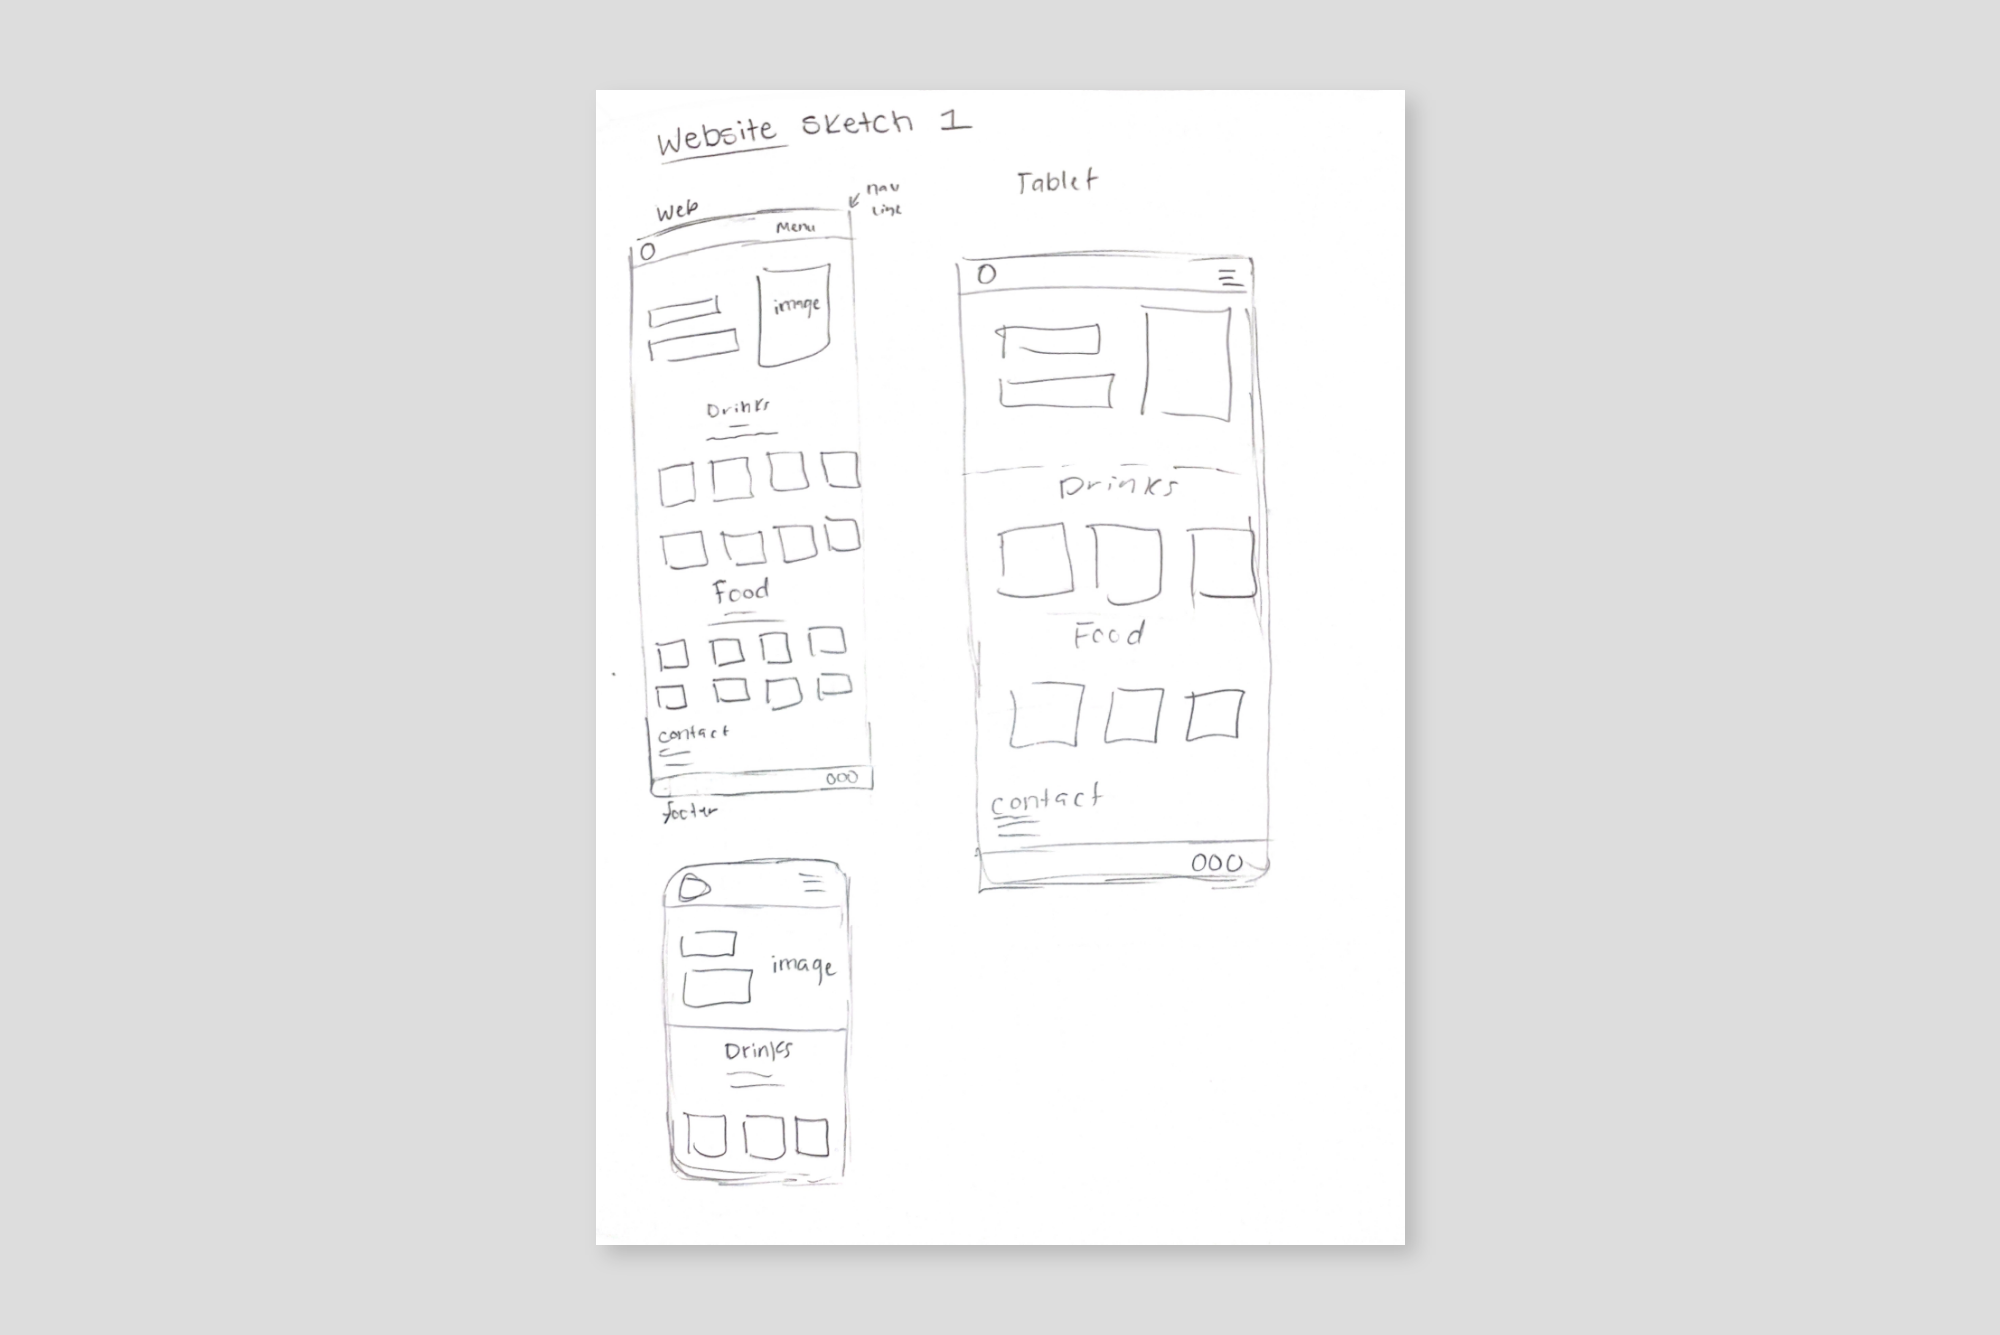 Website Sketch 1
Web
nav
line
Menu
image
Drinks
Food
contact
footer
Tablet
Drinks
Food
contact
image
Drinks